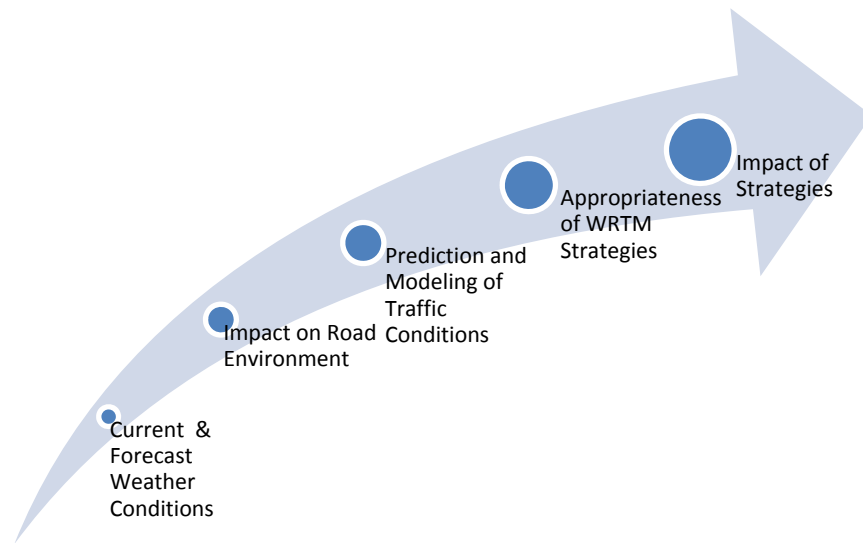 Current &
Forecast
Weather
Conditions
Impact on Road
Environment
Prediction and
Modeling of
Traffic
Conditions
Appropriateness
of WRTM
Strategies
Impact of
Strategies